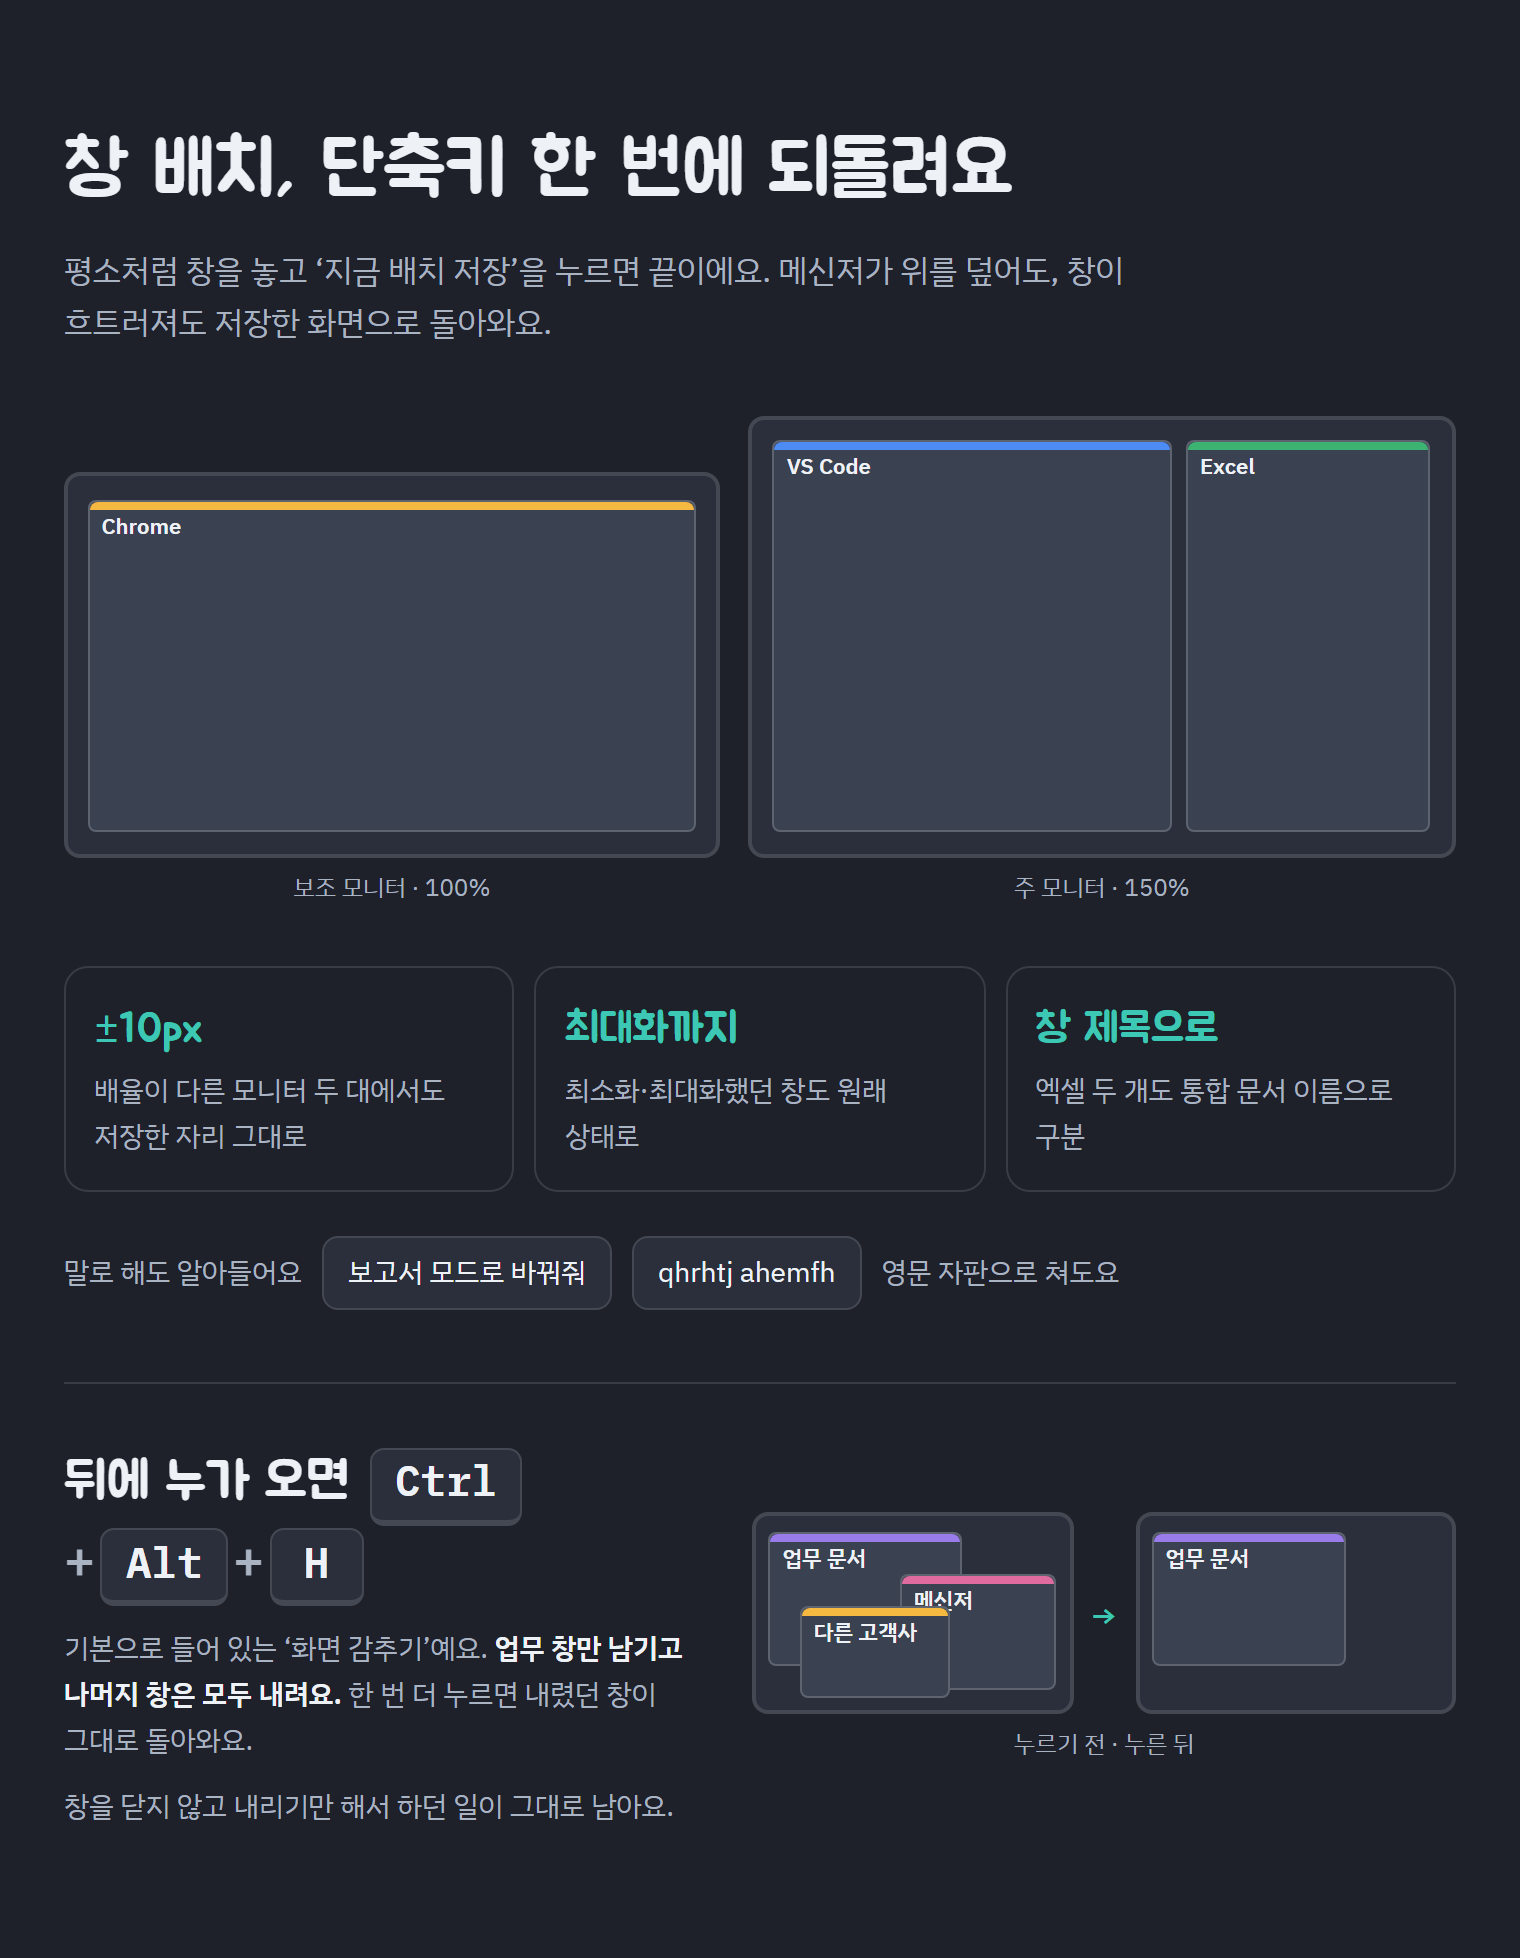 창 배치, 단축키 한 번에 되돌려요
평소처럼 창을 놓고 ‘지금 배치 저장’을 누르면 끝이에요. 메신저가 위를 덮어도, 창이
흐트러져도 저장한 화면으로 돌아와요.
Chrome
VS Code
Excel
보조 모니터 · 100%
주 모니터 · 150%
±10px
배율이 다른 모니터 두 대에서도
저장한 자리 그대로
최대화까지
최소화·최대화했던 창도 원래
상태로
창 제목으로
엑셀 두 개도 통합 문서 이름으로
구분
말로 해도 알아들어요 보고서 모드로 바꿔줘 qhrhtj ahemfh 영문 자판으로 쳐도요
뒤에 누가 오면 Ctrl
+ Alt + H
기본으로 들어 있는 ‘화면 감추기’예요. 업무 창만 남기고
나머지 창은 모두 내려요. 한 번 더 누르면 내렸던 창이
그대로 돌아와요.
창을 닫지 않고 내리기만 해서 하던 일이 그대로 남아요.
업무 문서
메신저
다른 고객사
→
업무 문서
누르기 전 · 누른 뒤